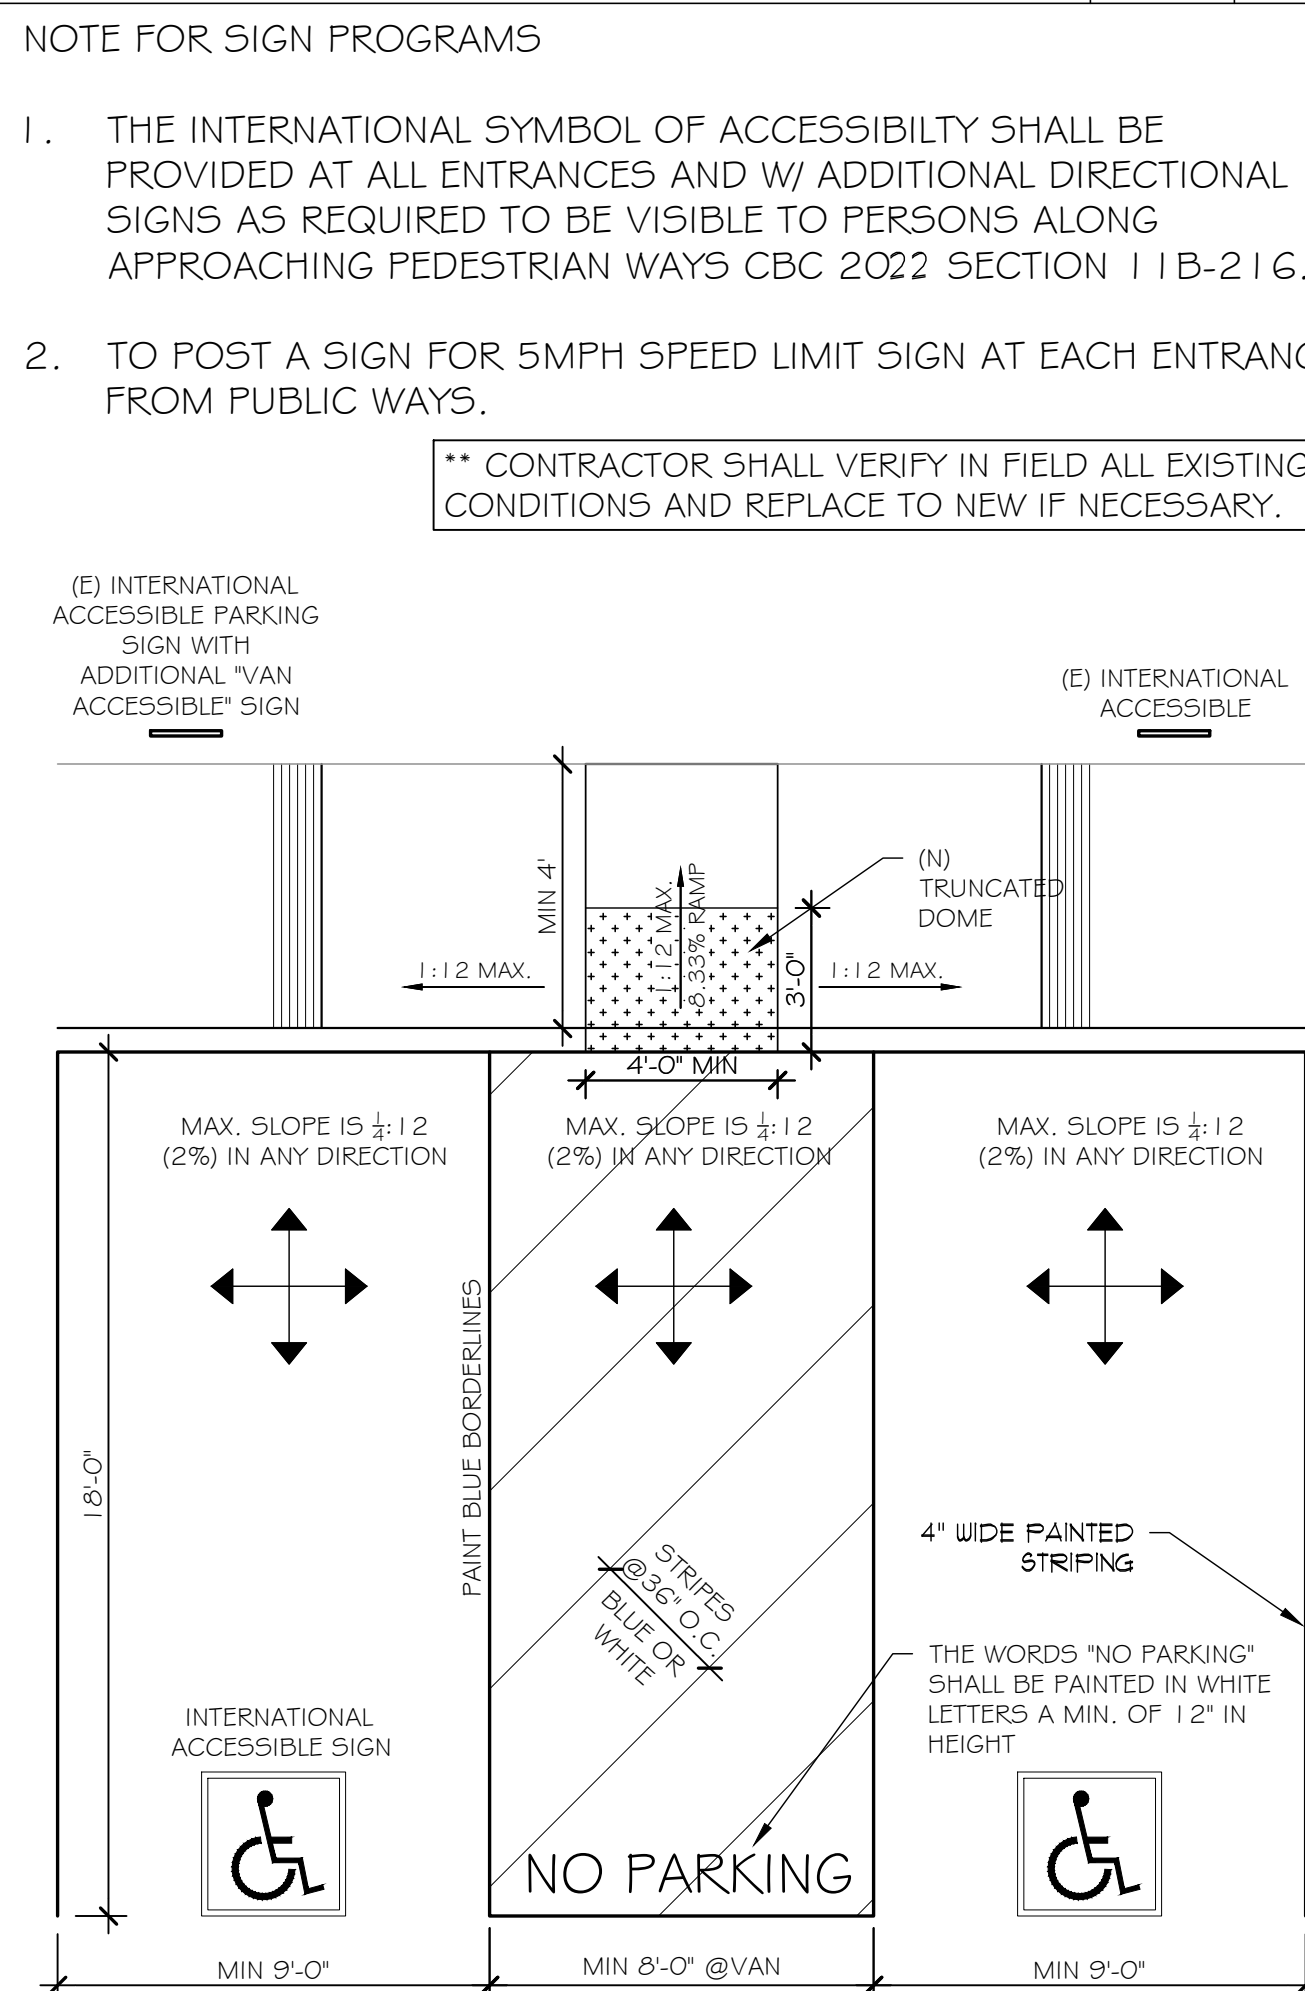 NOTE FOR SIGN PROGRAMS
1. THE INTERNATIONAL SYMBOL OF ACCESSIBILTY SHALL BE
PROVIDED AT ALL ENTRANCES AND W/ ADDITIONAL DIRECTIONAL
SIGNS AS REQUIRED TO BE VISIBLE TO PERSONS ALONG
APPROACHING PEDESTRIAN WAYS CBC 2022 SECTION 11B-216.
2. TO POST A SIGN FOR 5MPH SPEED LIMIT SIGN AT EACH ENTRANC
FROM PUBLIC WAYS.
** CONTRACTOR SHALL VERIFY IN FIELD ALL EXISTING
CONDITIONS AND REPLACE TO NEW IF NECESSARY.
(E) INTERNATIONAL
ACCESSIBLE PARKING
SIGN WITH
ADDITIONAL "VAN
ACCESSIBLE" SIGN
(E) INTERNATIONAL
ACCESSIBLE
MIN 4'
1:12 MAX.
8.33% RAMP
(N)
TRUNCATED
DOME
1:12 MAX.
3'-0"
1:12 MAX.
4'-0" MIN
MAX. SLOPE IS 1/4:12
(2%) IN ANY DIRECTION
MAX. SLOPE IS 1/4:12
(2%) IN ANY DIRECTION
MAX. SLOPE IS 1/4:12
(2%) IN ANY DIRECTION
18'-0"
PAINT BLUE BORDERLINES
STRIPES
@36" O.C.
BLUE OR
WHITE
4" WIDE PAINTED
STRIPING
THE WORDS "NO PARKING"
SHALL BE PAINTED IN WHITE
LETTERS A MIN. OF 12" IN
HEIGHT
INTERNATIONAL
ACCESSIBLE SIGN
NO PARKING
MIN 9'-0"
MIN 8'-0" @VAN
MIN 9'-0"